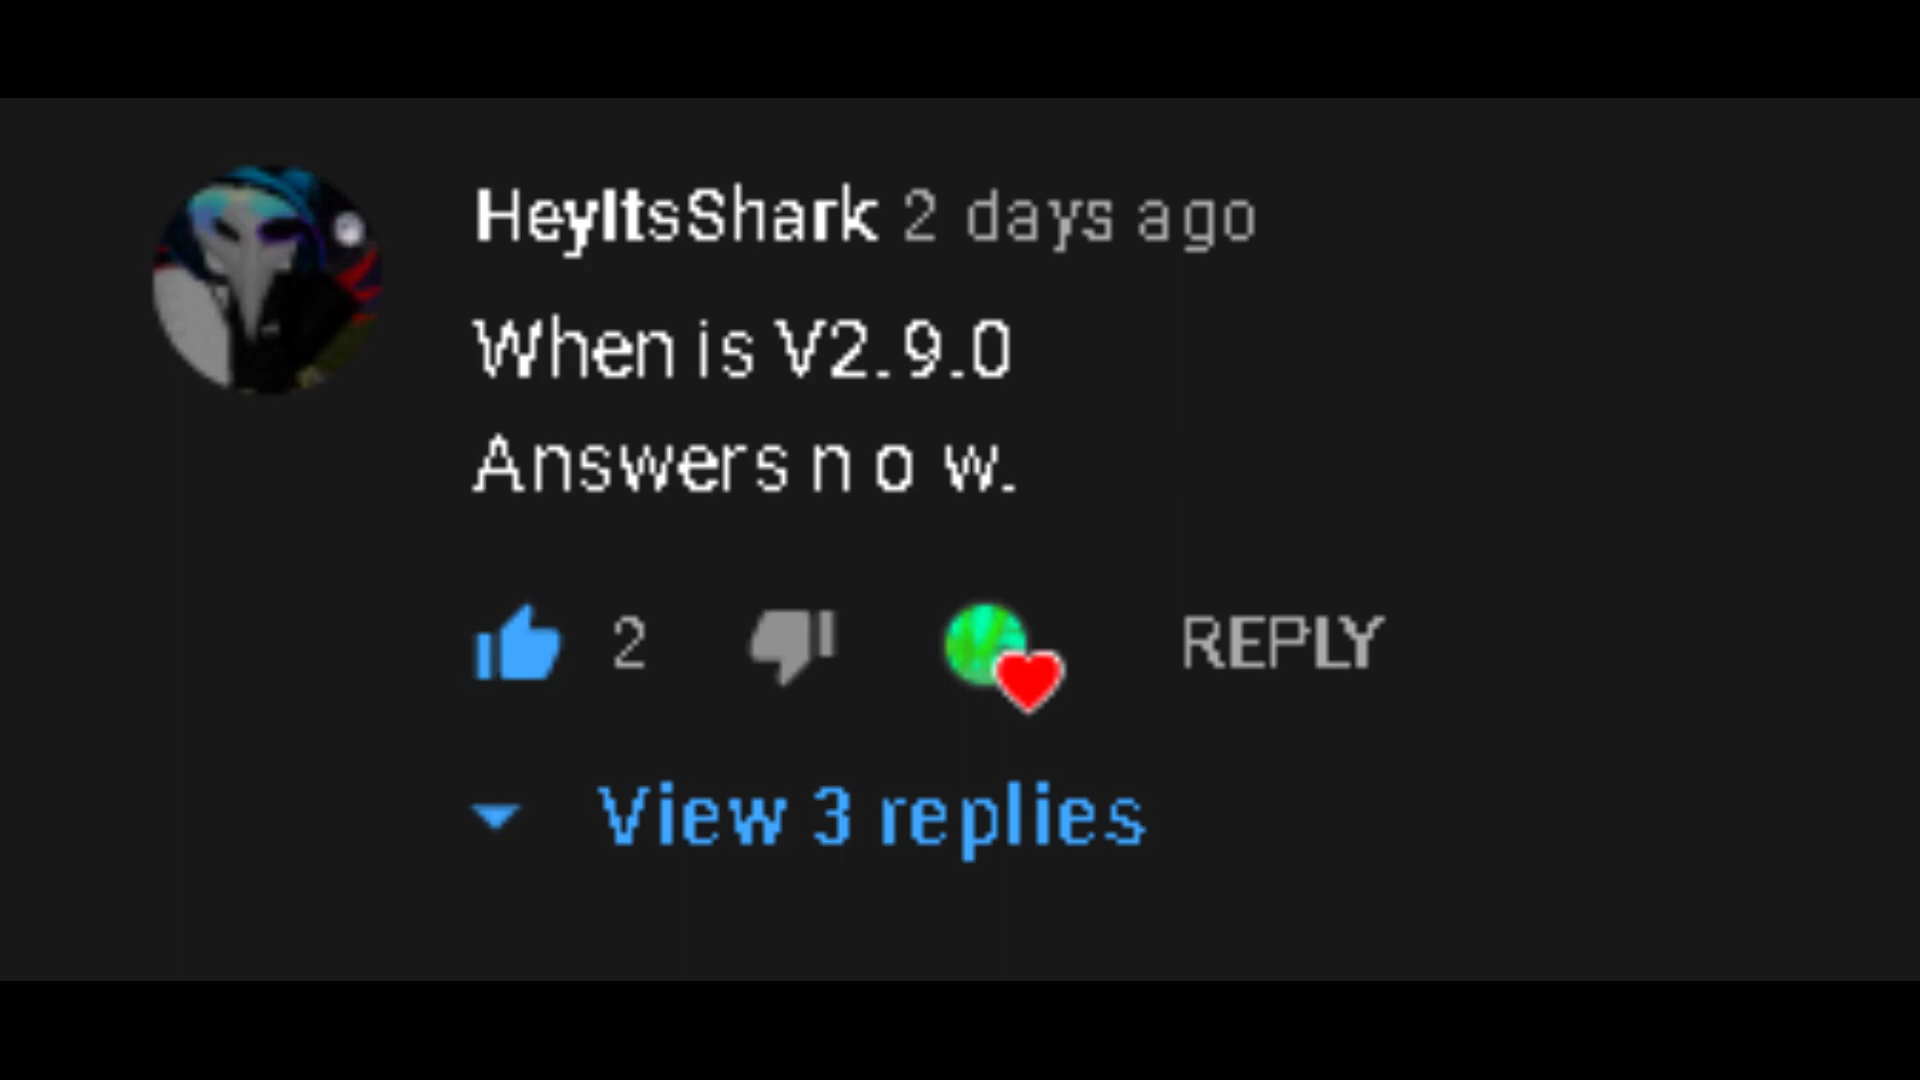 HeyItsShark 2 days ago
When is V2.9.0
Answers n o w.
2 REPLY
View 3 replies